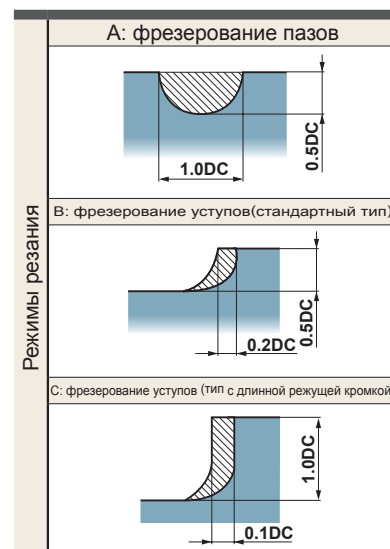 Режимы резания
A: фрезерование пазов
0.5DC
1.0DC
B: фрезерование уступов(стандартный тип)
0.5DC
0.2DC
C: фрезерование уступов (тип с длинной режущей кромкой
1.0DC
0.1DC